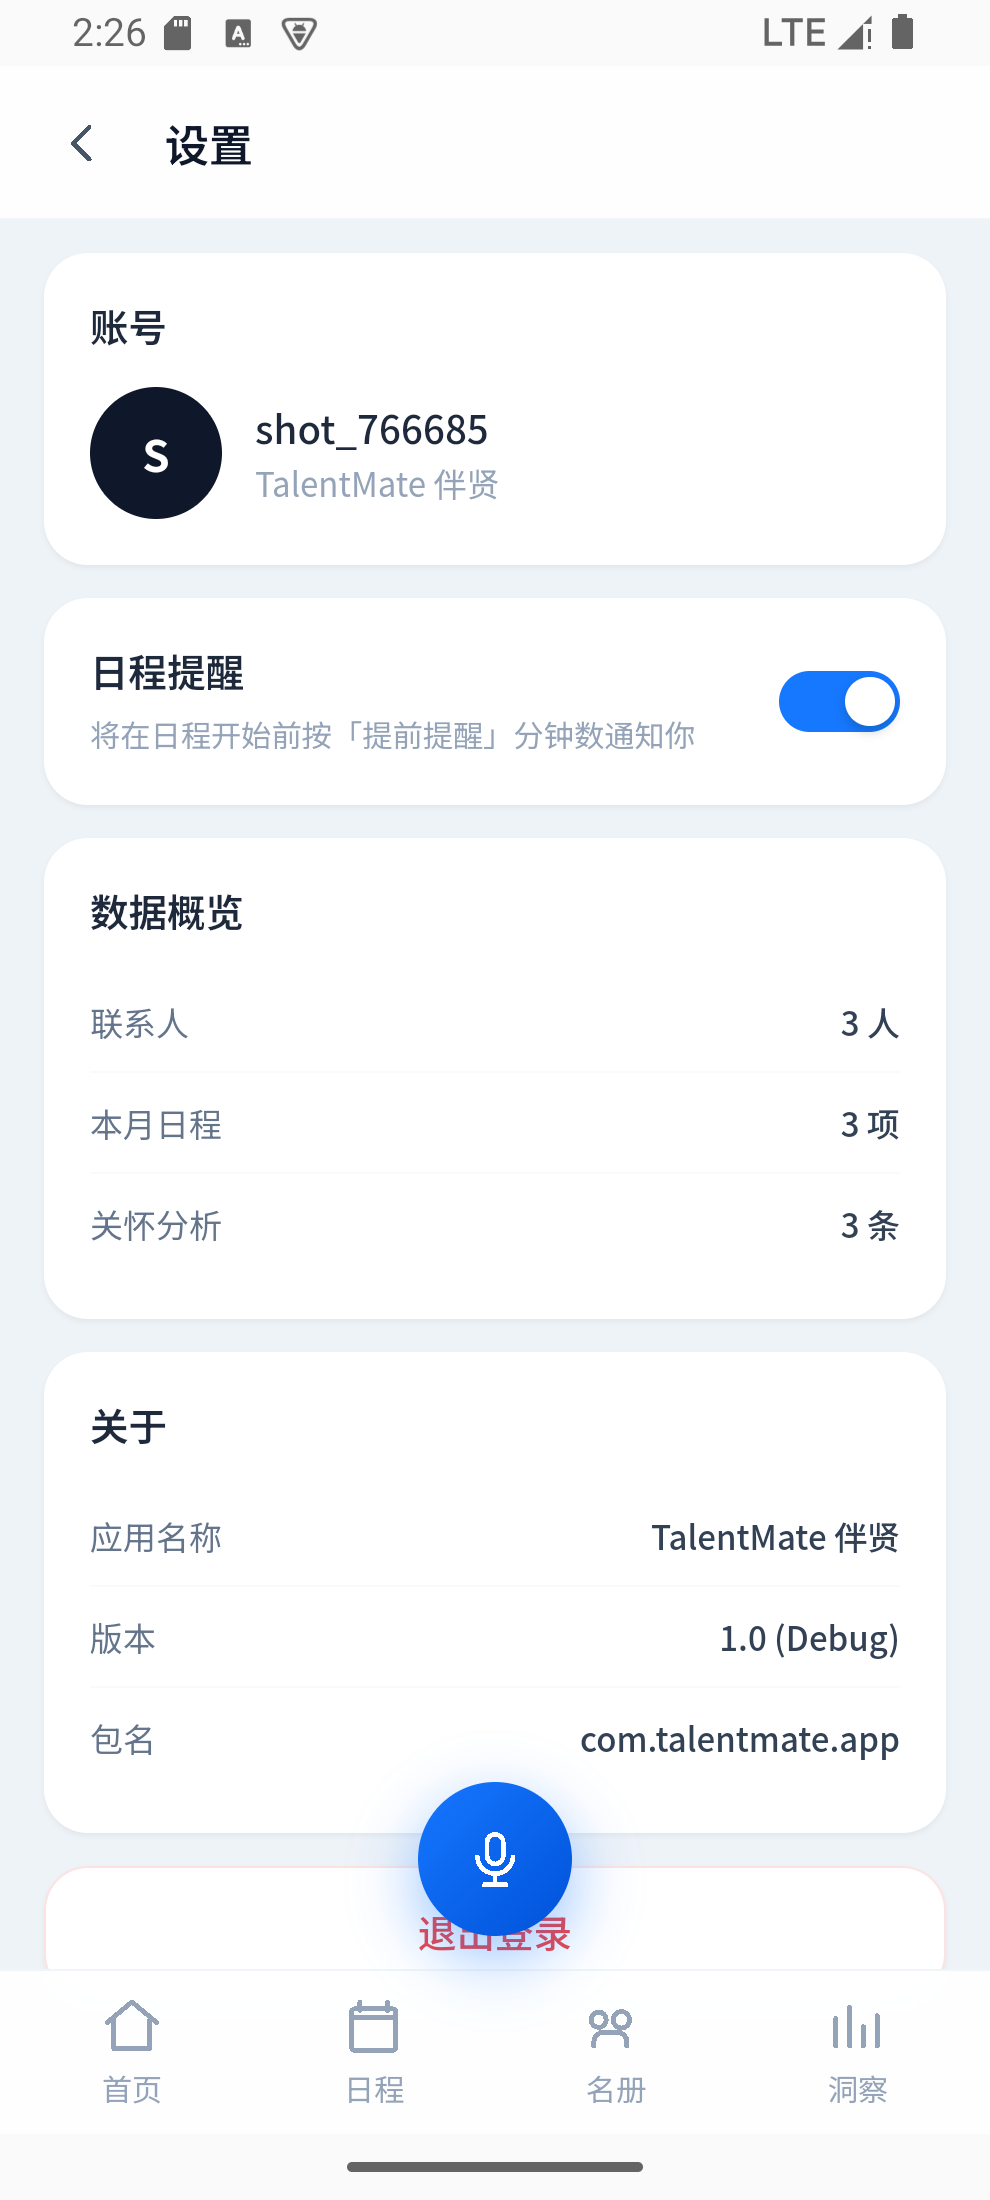 2:26
LTE
设置
账号
S
shot_766685
TalentMate 伴贤
日程提醒
将在日程开始前按「提前提醒」分钟数通知你
数据概览
联系人 3 人
本月日程 3 项
关怀分析 3 条
关于
应用名称 TalentMate 伴贤
版本 1.0 (Debug)
包名 com.talentmate.app
退出登录
首页 日程 名册 洞察